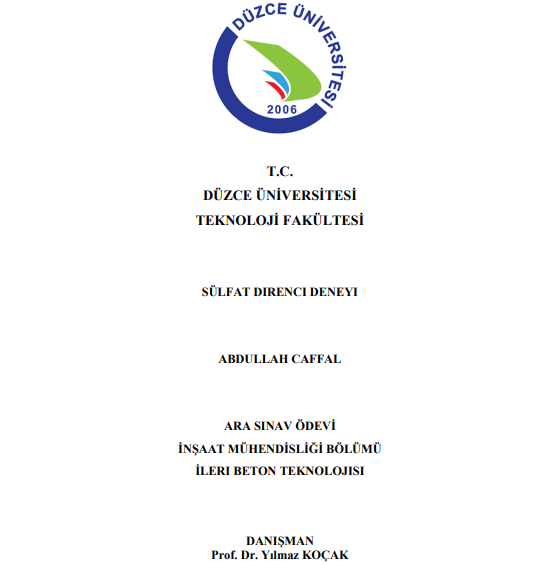 DÜZCE ÜNİVERSİTESİ
2006
T.C.
DÜZCE ÜNİVERSİTESİ
TEKNOLOJİ FAKÜLTESİ
SÜLFAT DIRENCI DENEYI
ABDULLAH CAFFAL
ARA SINAV ÖDEVİ
İNŞAAT MÜHENDİSLİĞİ BÖLÜMÜ
İLERI BETON TEKNOLOJISI
DANIŞMAN
Prof. Dr. Yılmaz KOÇAK